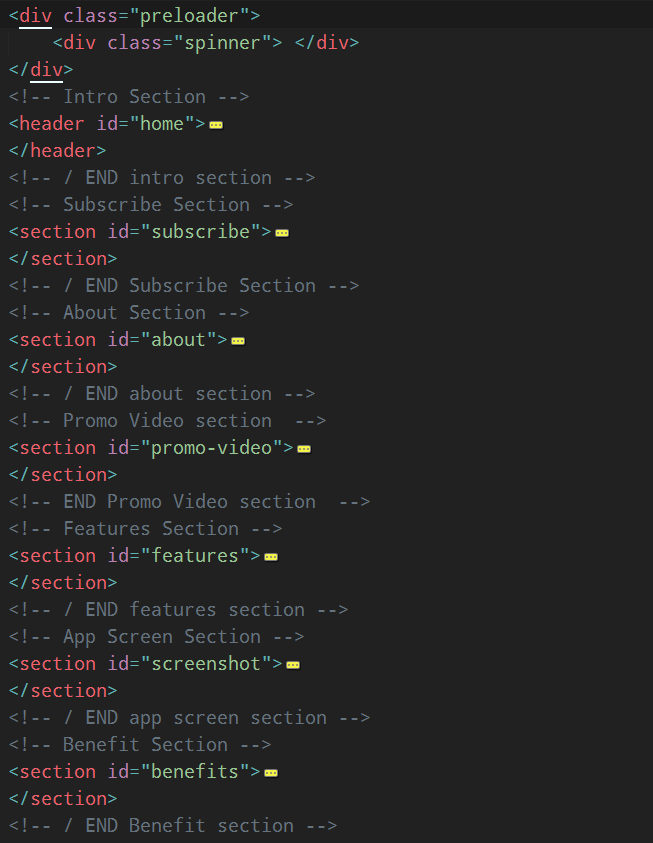 <div class="preloader">
    <div class="spinner"> </div>
</div>
<!-- Intro Section -->
<header id="home">
</header>
<!-- / END intro section -->
<!-- Subscribe Section -->
<section id="subscribe">
</section>
<!-- / END Subscribe Section -->
<!-- About Section -->
<section id="about">
</section>
<!-- / END about section -->
<!-- Promo Video section  -->
<section id="promo-video">
</section>
<!-- END Promo Video section  -->
<!-- Features Section -->
<section id="features">
</section>
<!-- / END features section -->
<!-- App Screen Section -->
<section id="screenshot">
</section>
<!-- / END app screen section -->
<!-- Benefit Section -->
<section id="benefits">
</section>
<!-- / END Benefit section -->